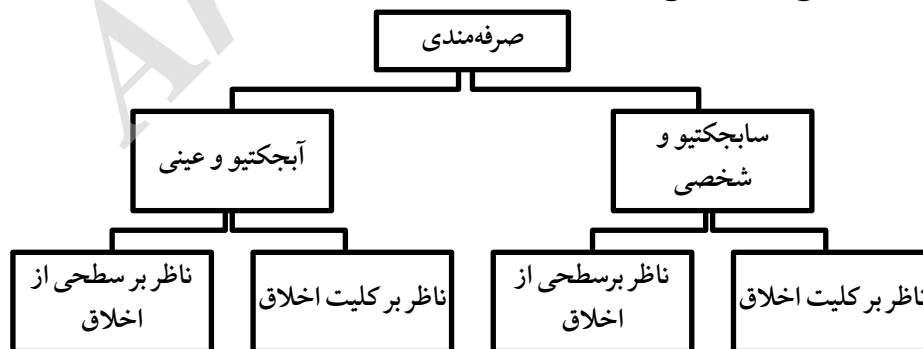 صرفه‌مندی
سابجکتیو و
شخصی
آبجکتیو و عینی
ناظر بر کلیت اخلاق
ناظر برسطحی از
اخلاق
ناظر بر کلیت اخلاق
ناظر بر سطحی از
اخلاق